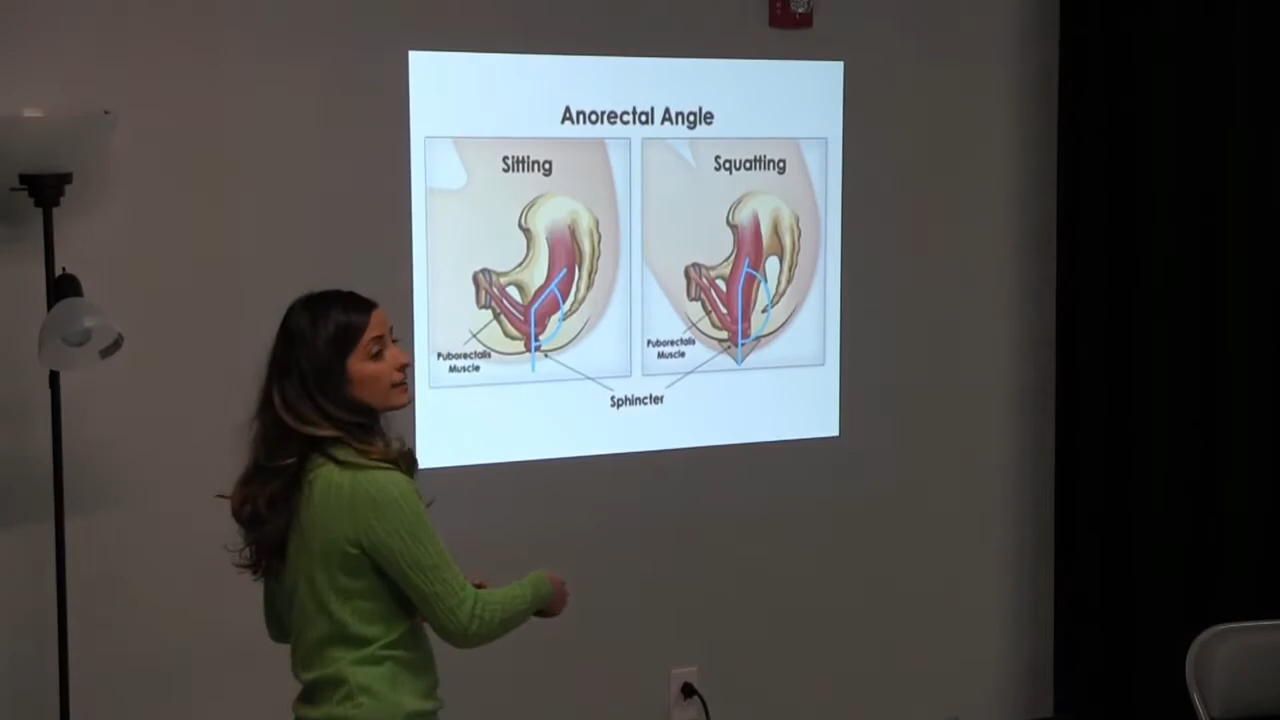 Anorectal Angle
Sitting
Squatting
Puborectalis
Muscle
Puborectalis
Muscle
Sphincter